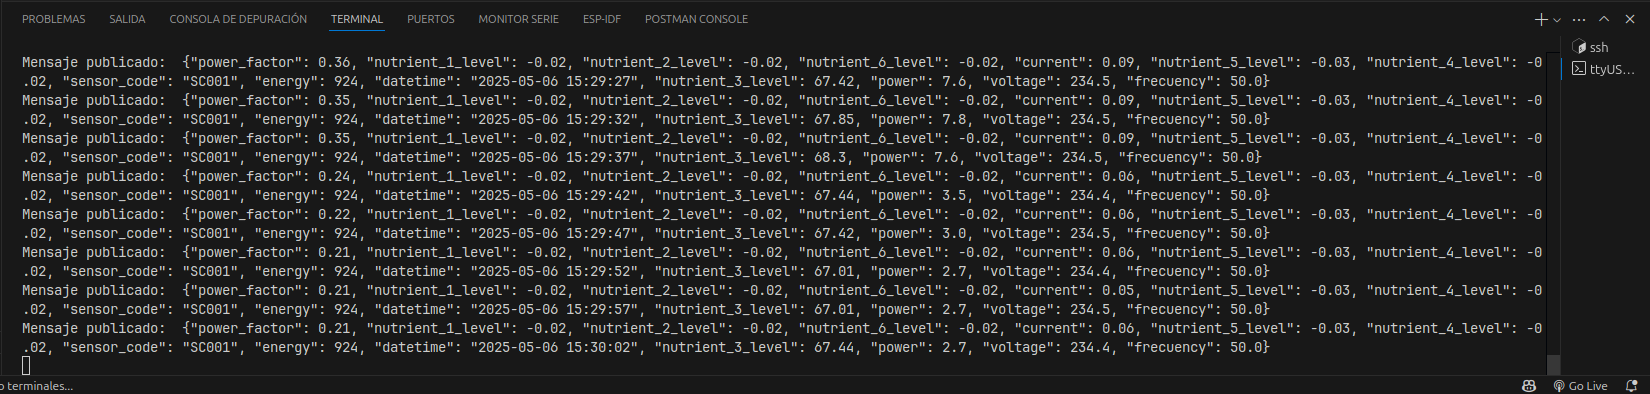 PROBLEMAS SALIDA CONSOLA DE DEPURACIÓN TERMINAL PUERTOS MONITOR SERIE ESP-IDF POSTMAN CONSOLE
ssh
ttyUS...
Mensaje publicado:  {"power_factor": 0.36, "nutrient_1_level": -0.02, "nutrient_2_level": -0.02, "nutrient_6_level": -0.02, "current": 0.09, "nutrient_5_level": -0.03, "nutrient_4_level": -0
.02, "sensor_code": "SC001", "energy": 924, "datetime": "2025-05-06 15:29:27", "nutrient_3_level": 67.42, "power": 7.6, "voltage": 234.5, "frecuency": 50.0}
Mensaje publicado:  {"power_factor": 0.35, "nutrient_1_level": -0.02, "nutrient_2_level": -0.02, "nutrient_6_level": -0.02, "current": 0.09, "nutrient_5_level": -0.03, "nutrient_4_level": -0
.02, "sensor_code": "SC001", "energy": 924, "datetime": "2025-05-06 15:29:32", "nutrient_3_level": 67.85, "power": 7.8, "voltage": 234.5, "frecuency": 50.0}
Mensaje publicado:  {"power_factor": 0.35, "nutrient_1_level": -0.02, "nutrient_2_level": -0.02, "nutrient_6_level": -0.02, "current": 0.09, "nutrient_5_level": -0.03, "nutrient_4_level": -0
.02, "sensor_code": "SC001", "energy": 924, "datetime": "2025-05-06 15:29:37", "nutrient_3_level": 68.3, "power": 7.6, "voltage": 234.5, "frecuency": 50.0}
Mensaje publicado:  {"power_factor": 0.24, "nutrient_1_level": -0.02, "nutrient_2_level": -0.02, "nutrient_6_level": -0.02, "current": 0.06, "nutrient_5_level": -0.03, "nutrient_4_level": -0
.02, "sensor_code": "SC001", "energy": 924, "datetime": "2025-05-06 15:29:42", "nutrient_3_level": 67.44, "power": 3.5, "voltage": 234.4, "frecuency": 50.0}
Mensaje publicado:  {"power_factor": 0.22, "nutrient_1_level": -0.02, "nutrient_2_level": -0.02, "nutrient_6_level": -0.02, "current": 0.06, "nutrient_5_level": -0.03, "nutrient_4_level": -0
.02, "sensor_code": "SC001", "energy": 924, "datetime": "2025-05-06 15:29:47", "nutrient_3_level": 67.42, "power": 3.0, "voltage": 234.5, "frecuency": 50.0}
Mensaje publicado:  {"power_factor": 0.21, "nutrient_1_level": -0.02, "nutrient_2_level": -0.02, "nutrient_6_level": -0.02, "current": 0.06, "nutrient_5_level": -0.03, "nutrient_4_level": -0
.02, "sensor_code": "SC001", "energy": 924, "datetime": "2025-05-06 15:29:52", "nutrient_3_level": 67.01, "power": 2.7, "voltage": 234.4, "frecuency": 50.0}
Mensaje publicado:  {"power_factor": 0.21, "nutrient_1_level": -0.02, "nutrient_2_level": -0.02, "nutrient_6_level": -0.02, "current": 0.05, "nutrient_5_level": -0.03, "nutrient_4_level": -0
.02, "sensor_code": "SC001", "energy": 924, "datetime": "2025-05-06 15:29:57", "nutrient_3_level": 67.01, "power": 2.7, "voltage": 234.5, "frecuency": 50.0}
Mensaje publicado:  {"power_factor": 0.21, "nutrient_1_level": -0.02, "nutrient_2_level": -0.02, "nutrient_6_level": -0.02, "current": 0.06, "nutrient_5_level": -0.03, "nutrient_4_level": -0
.02, "sensor_code": "SC001", "energy": 924, "datetime": "2025-05-06 15:30:02", "nutrient_3_level": 67.44, "power": 2.7, "voltage": 234.4, "frecuency": 50.0}
o terminales... Go Live